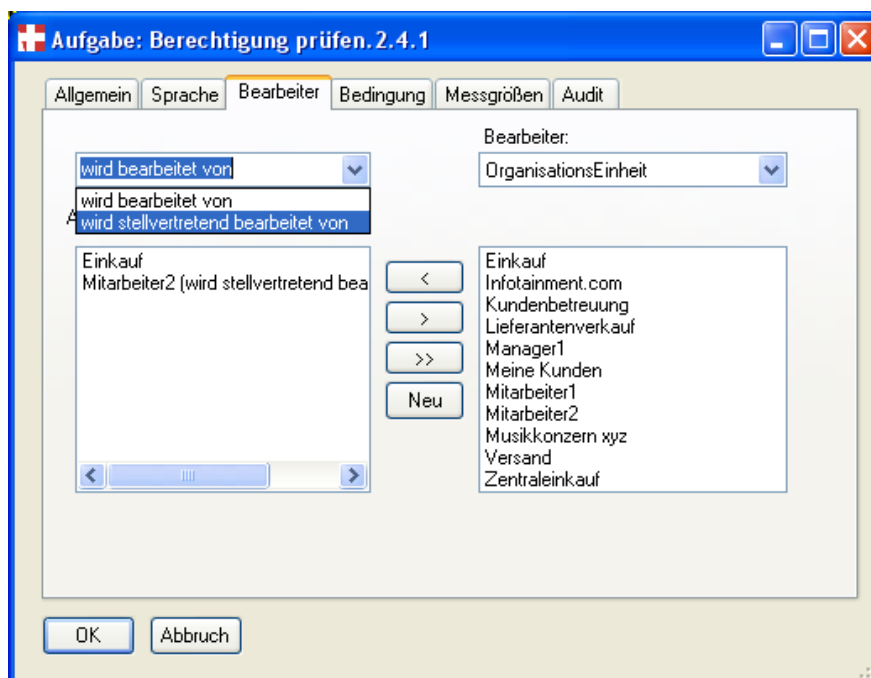 Aufgabe: Berechtigung prüfen.2.4.1
Allgemein Sprache Bearbeiter Bedingung Messgrößen Audit
Bearbeiter:
wird bearbeitet von
OrganisationsEinheit
wird bearbeitet von
wird stellvertretend bearbeitet von
Einkauf
Mitarbeiter2 (wird stellvertretend bea
<
>
>>
Neu
Einkauf
Infotainment.com
Kundenbetreuung
Lieferantenverkauf
Manager1
Meine Kunden
Mitarbeiter1
Mitarbeiter2
Musikkonzern xyz
Versand
Zentraleinkauf
OK Abbruch